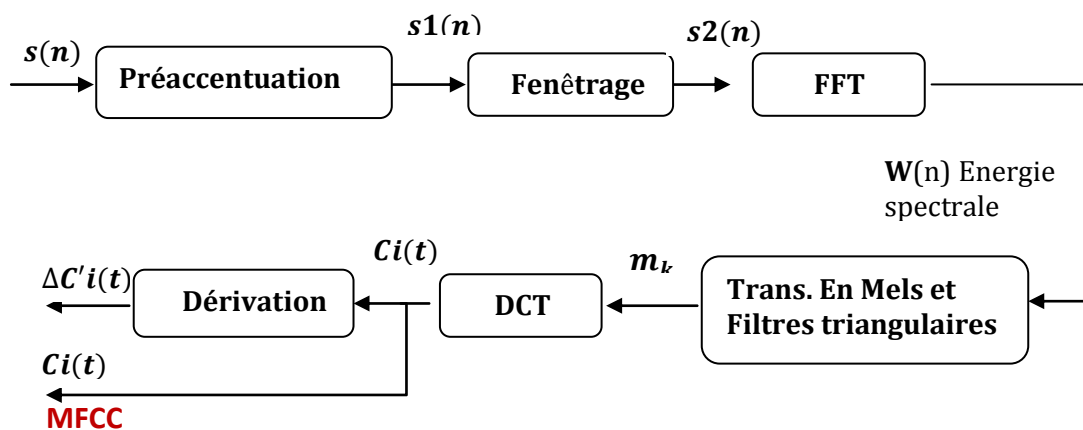 s(n)
Préaccentuation
s1(n)
Fenêtrage
s2(n)
FFT
W(n) Energie
spectrale
Trans. En Mels et
Filtres triangulaires
m_k
DCT
Ci(t)
Dérivation
ΔC'i(t)
Ci(t)
MFCC